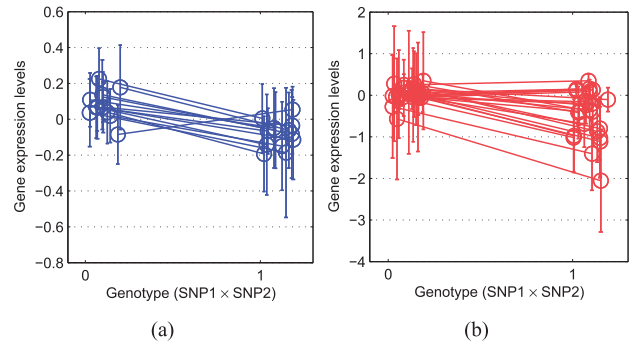 0.6
0.4
0.2
0
−0.2
−0.4
−0.6
−0.8
Gene expression levels
0 1
Genotype (SNP1 × SNP2)
(a)
2
1
0
−1
−2
−3
−4
Gene expression levels
0 1
Genotype (SNP1 × SNP2)
(b)